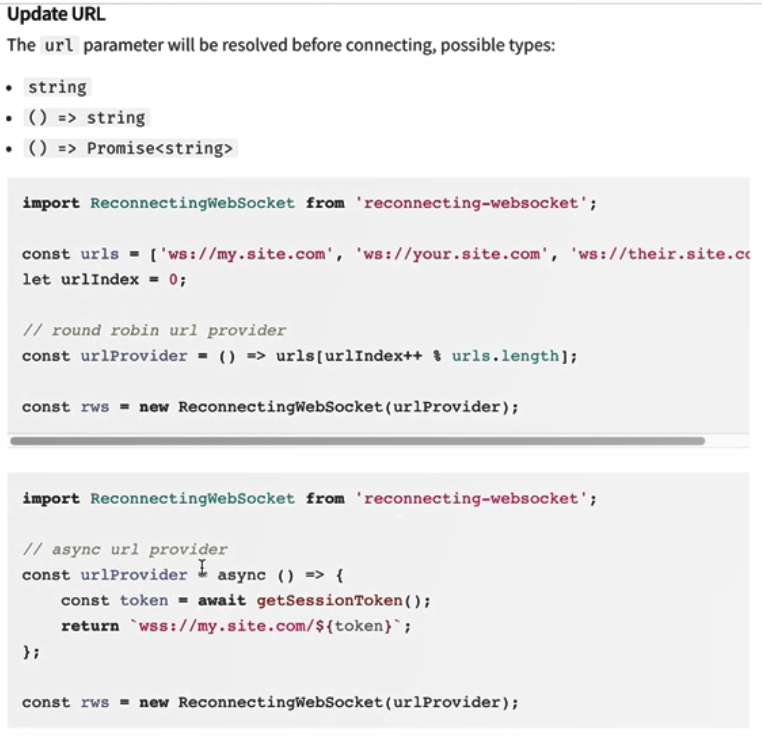 Update URL
The url parameter will be resolved before connecting, possible types:
• string
• () => string
• () => Promise<string>
import ReconnectingWebSocket from 'reconnecting-websocket';
const urls = ['ws://my.site.com', 'ws://your.site.com', 'ws://their.site.co
let urlIndex = 0;
// round robin url provider
const urlProvider = () => urls[urlIndex++ % urls.length];
const rws = new ReconnectingWebSocket(urlProvider);
import ReconnectingWebSocket from 'reconnecting-websocket';
// async url provider
const urlProvider = async () => {
    const token = await getSessionToken();
    return `wss://my.site.com/${token}`;
};
const rws = new ReconnectingWebSocket(urlProvider);